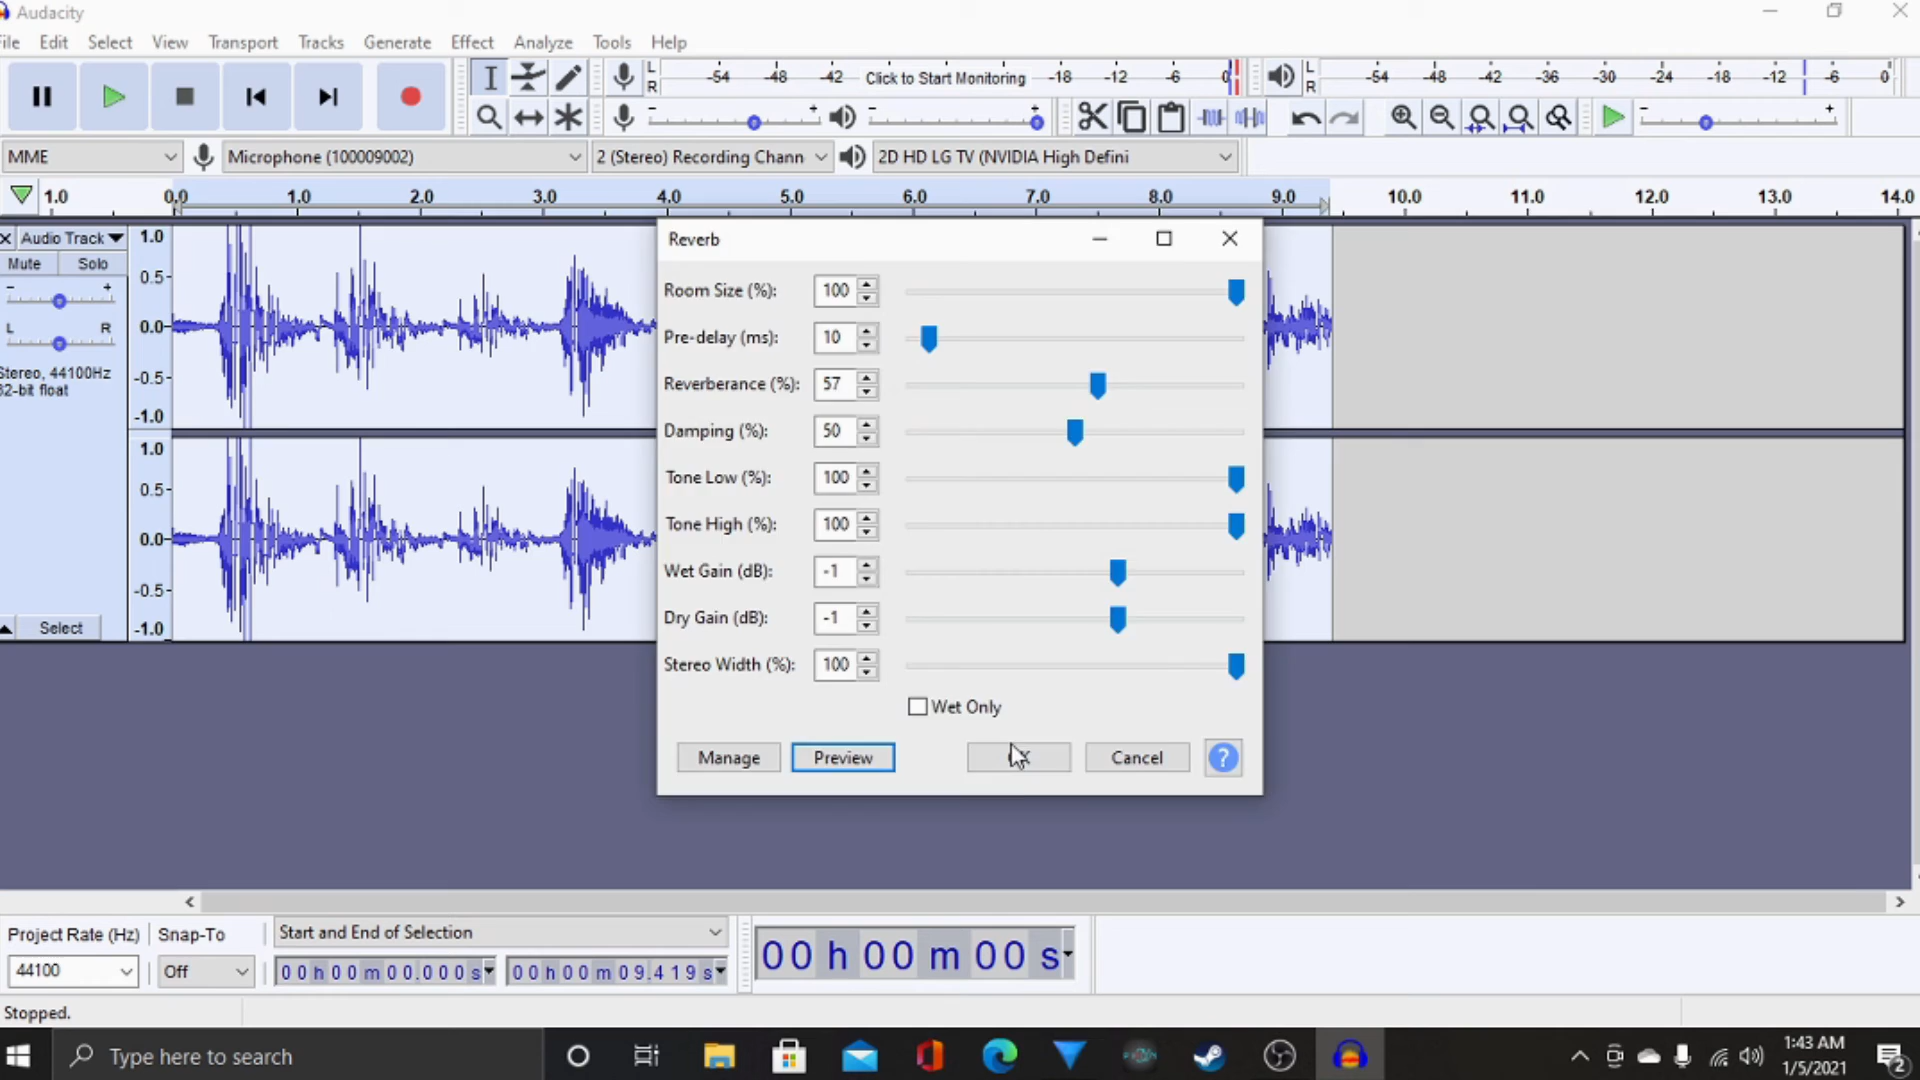 Audacity
File Edit Select View Transport Tracks Generate Effect Analyze Tools Help
L R -54 -48 -42 Click to Start Monitoring -18 -12 -6 0 L R -54 -48 -42 -36 -30 -24 -18 -12 -6 0
MME Microphone (100009002) 2 (Stereo) Recording Chann 2D HD LG TV (NVIDIA High Defini
1.0 0.0 1.0 2.0 3.0 4.0 5.0 6.0 7.0 8.0 9.0 10.0 11.0 12.0 13.0 14.0
Audio Track
Mute Solo
L R
Stereo, 44100Hz
32-bit float
Select
1.0
0.5
0.0
-0.5
-1.0
1.0
0.5
0.0
-0.5
-1.0
Reverb
Room Size (%): 100
Pre-delay (ms): 10
Reverberance (%): 57
Damping (%): 50
Tone Low (%): 100
Tone High (%): 100
Wet Gain (dB): -1
Dry Gain (dB): -1
Stereo Width (%): 100
Wet Only
Manage Preview Cancel ?
Project Rate (Hz) Snap-To Start and End of Selection
44100 Off 00 h 00 m 00.000 s 00 h 00 m 09.419 s 00 h 00 m 00 s
Stopped.
Type here to search
1:43 AM
1/5/2021
2